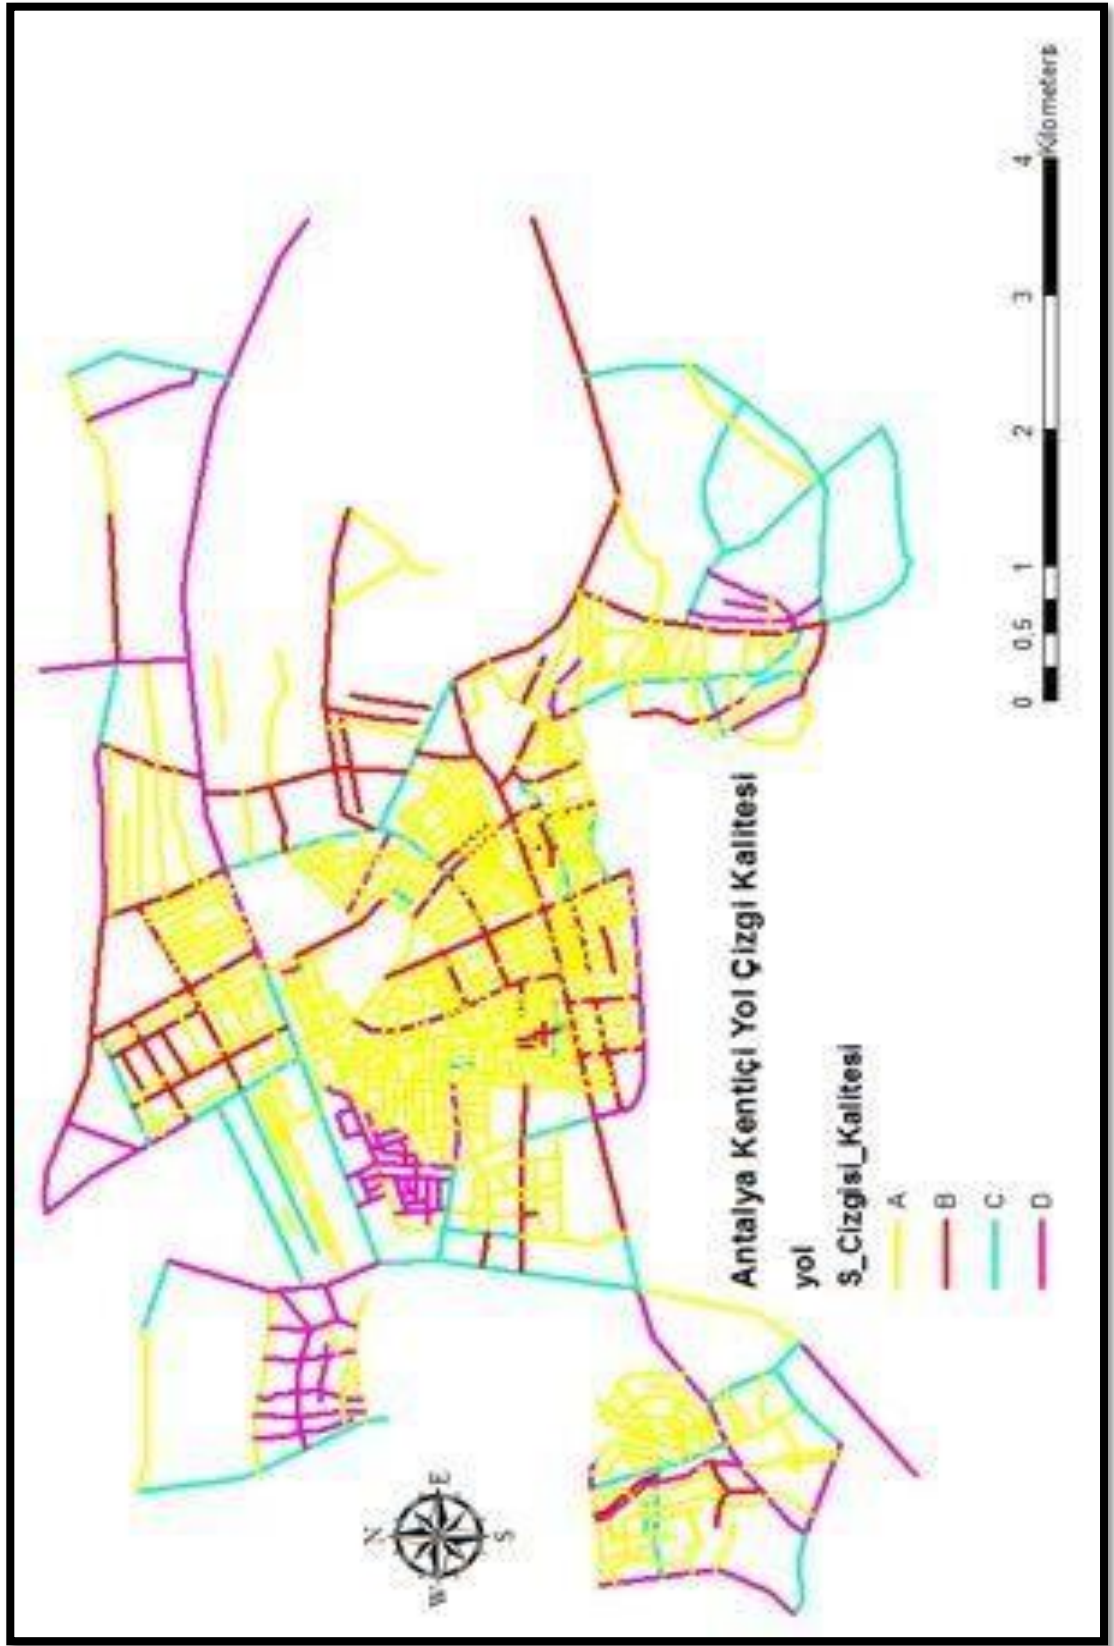 N
W
E
S
Antalya Kentiçi Yol Çizgi Kalitesi
yol
S_Cizgisi_Kalitesi
A
B
C
D
0 0,5 1 2 3 4
Kilometers